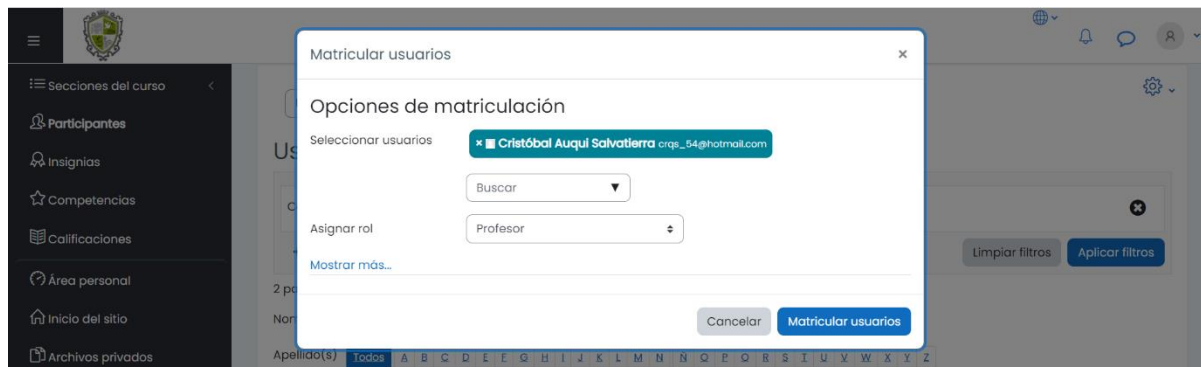 Matricular usuarios ×
Secciones del curso
Opciones de matriculación
Participantes
Seleccionar usuarios × Cristóbal Auqui Salvatierra crqs_54@hotmail.com
Us
Insignias
Buscar
Competencias
Asignar rol Profesor
Calificaciones
Limpiar filtros Aplicar filtros
Mostrar más...
Área personal
2 pa
Inicio del sitio
Nor
Cancelar Matricular usuarios
Archivos privados
Apellido(s) Todos A B C D E F G H I J K L M N Ñ O P Q R S T U V W X Y Z